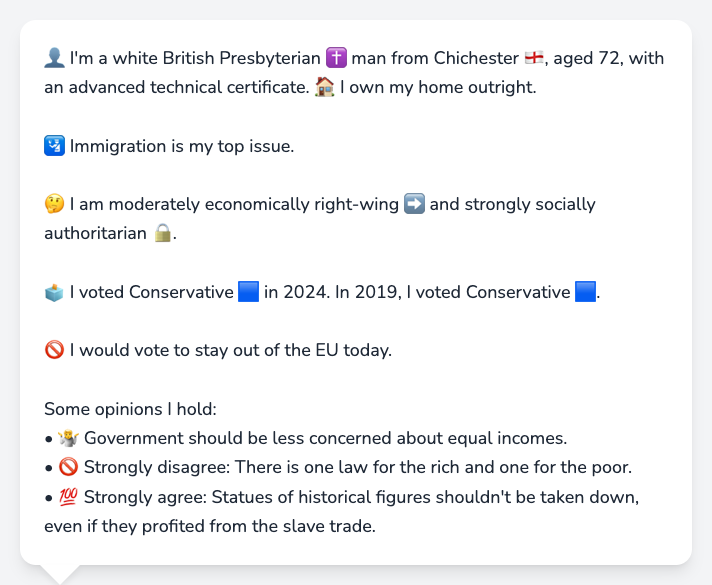 👤 I'm a white British Presbyterian ✝️ man from Chichester 🏴󠁧󠁢󠁥󠁮󠁧󠁿, aged 72, with
an advanced technical certificate. 🏠 I own my home outright.
🛂 Immigration is my top issue.
🤔 I am moderately economically right-wing ➡️ and strongly socially
authoritarian 🔒.
🗳️ I voted Conservative 🟦 in 2024. In 2019, I voted Conservative 🟦.
🚫 I would vote to stay out of the EU today.
Some opinions I hold:
• 🤷 Government should be less concerned about equal incomes.
• 🚫 Strongly disagree: There is one law for the rich and one for the poor.
• 💯 Strongly agree: Statues of historical figures shouldn't be taken down,
even if they profited from the slave trade.